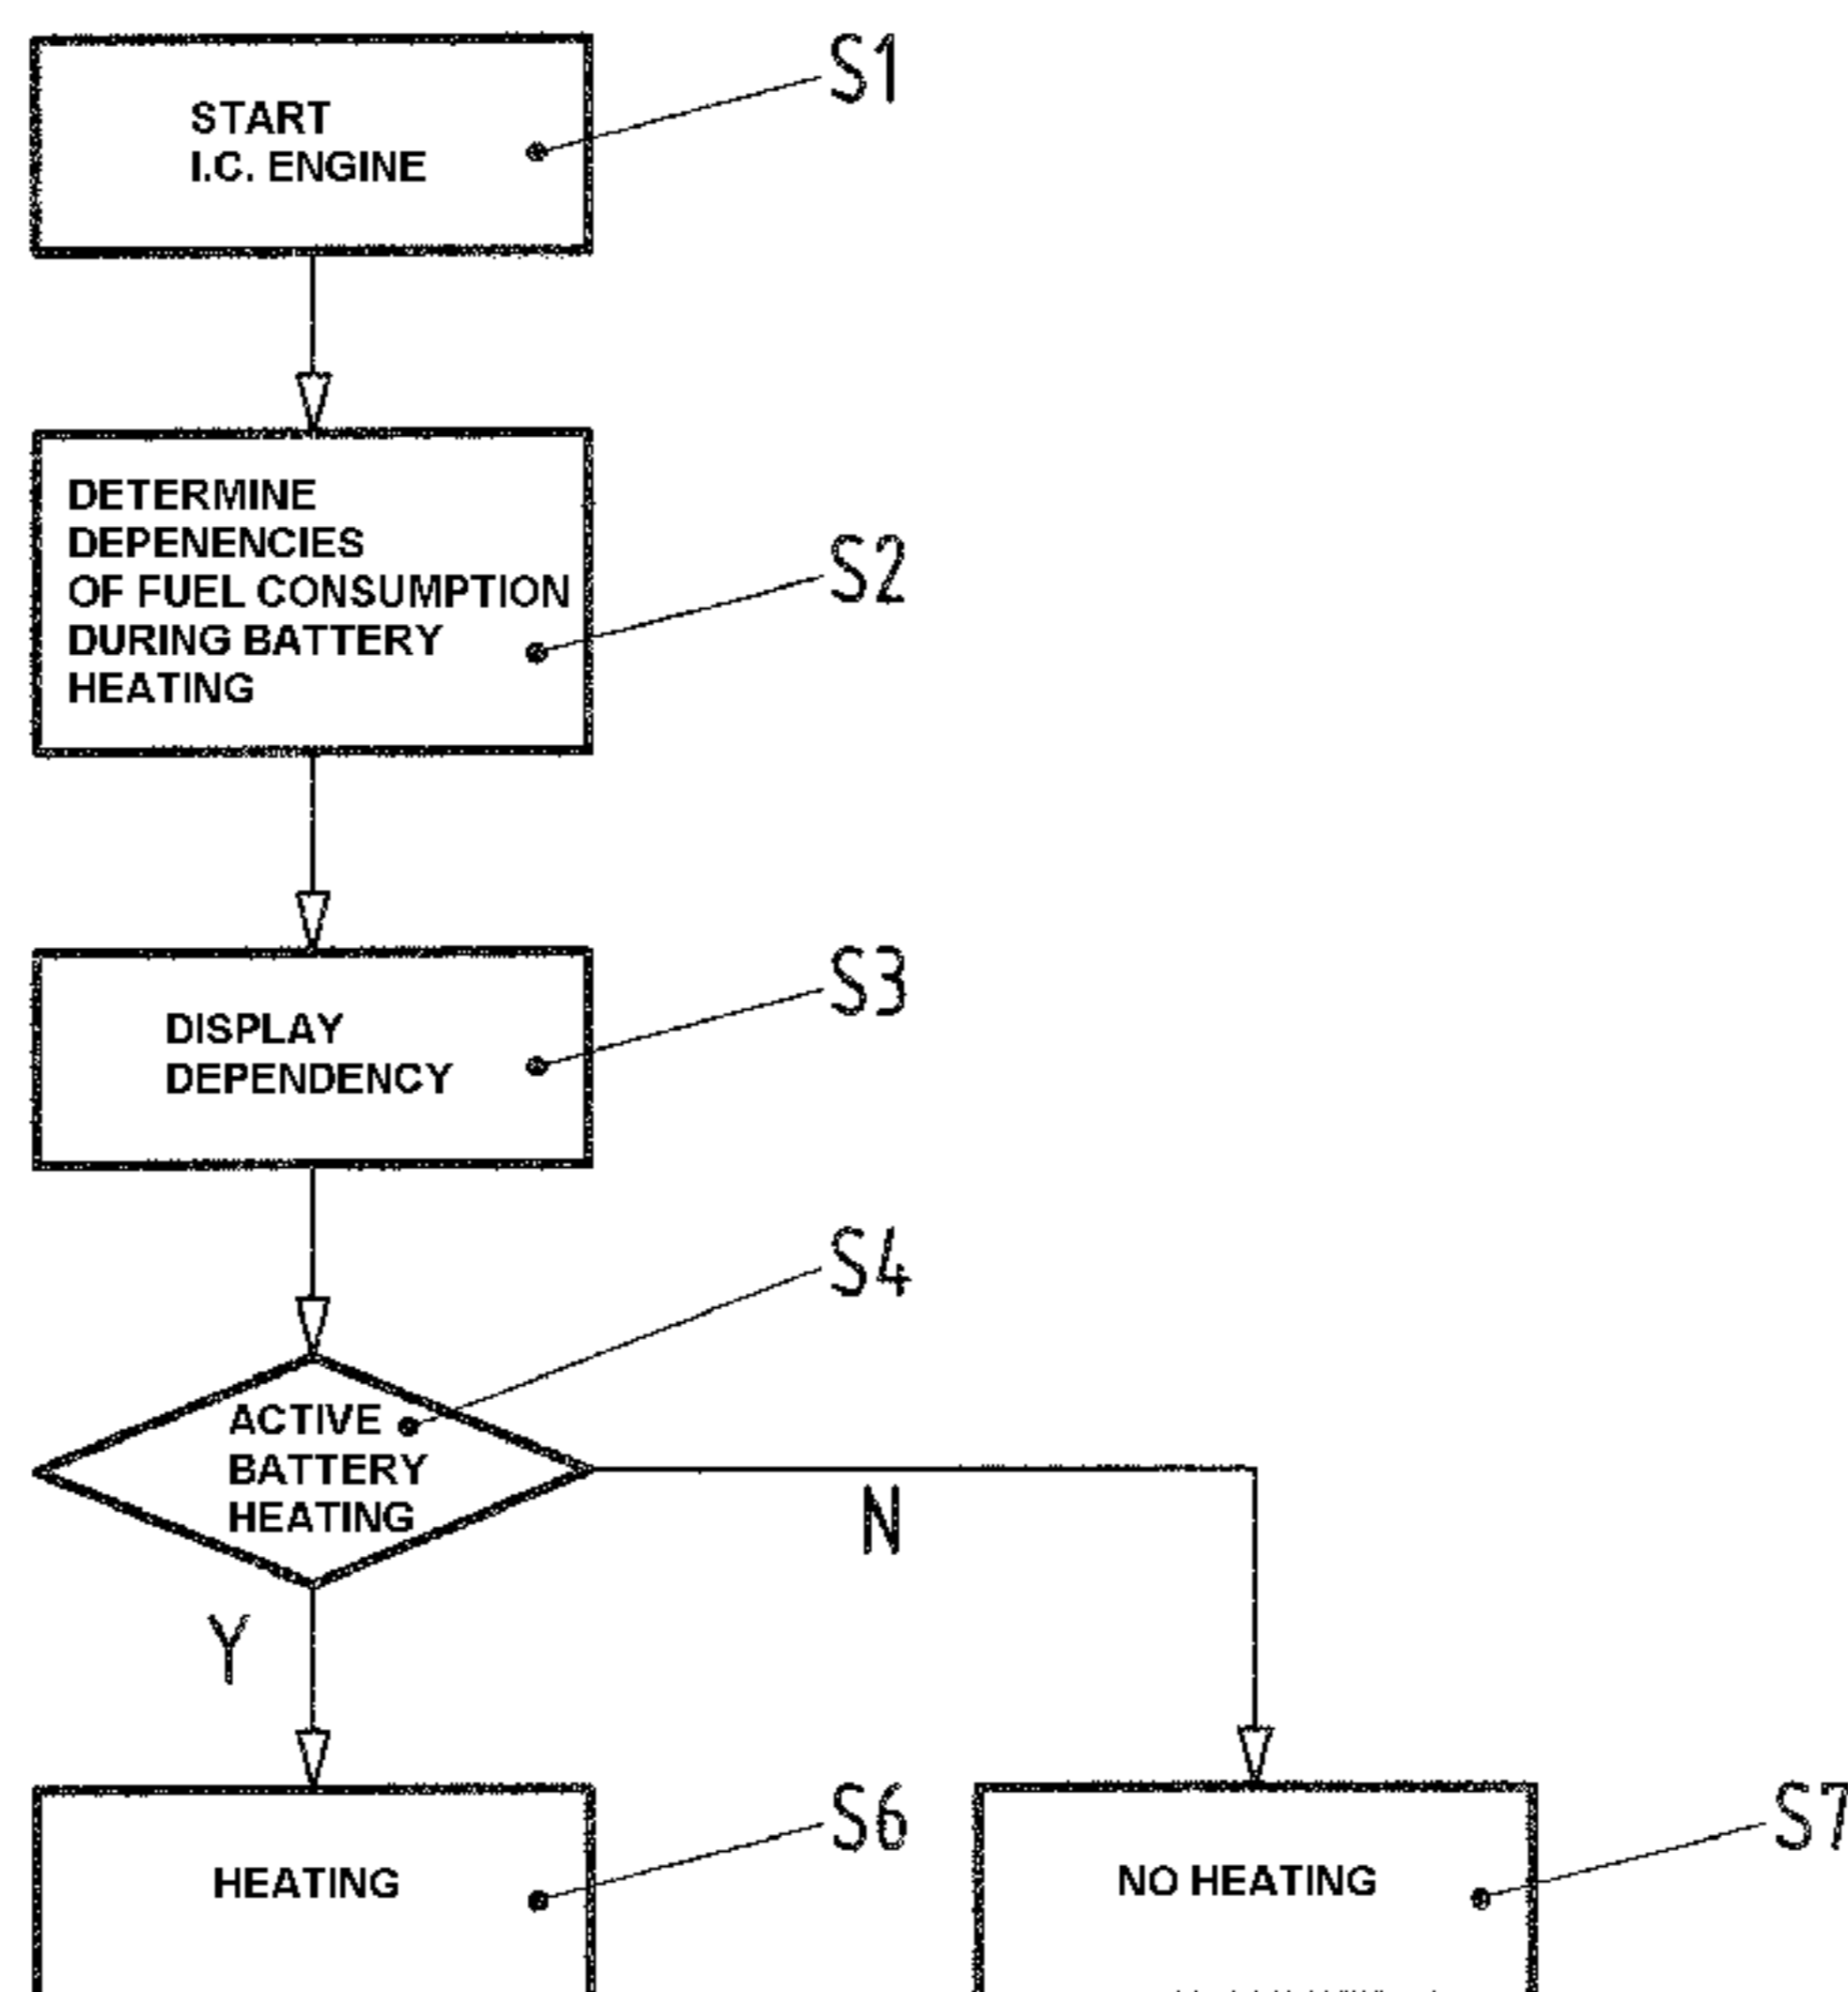 START
I.C. ENGINE
S1
DETERMINE
DEPENENCIES
OF FUEL CONSUMPTION
DURING BATTERY
HEATING
S2
DISPLAY
DEPENDENCY
S3
S4
ACTIVE
BATTERY
HEATING
N
Y
HEATING
S6
NO HEATING
S7